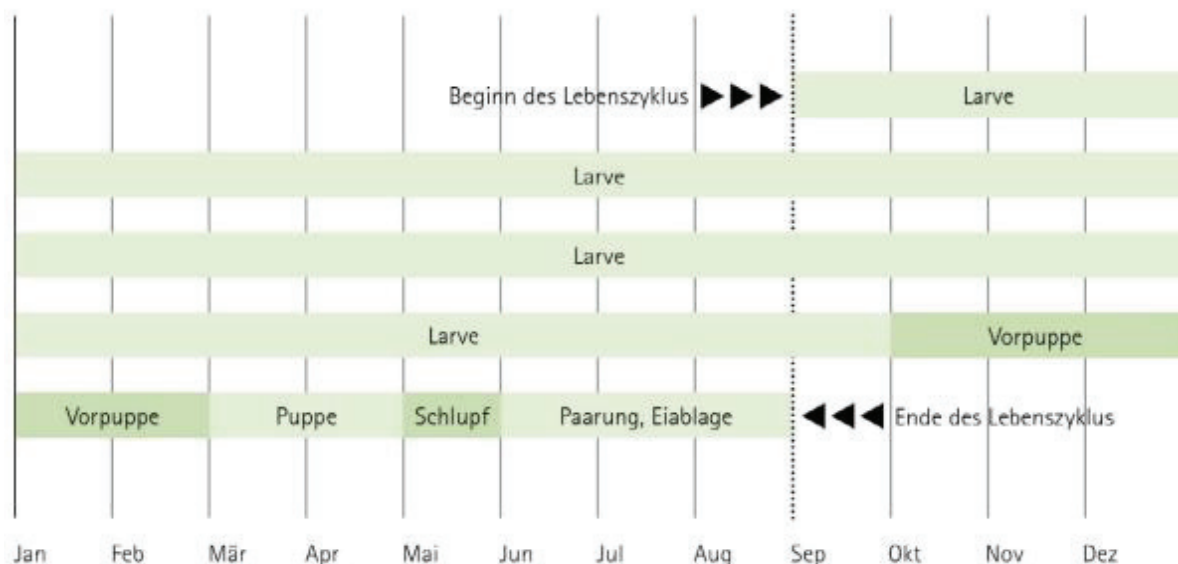 Beginn des Lebenszyklus ▶▶▶ Larve
Larve
Larve
Larve Vorpuppe
Vorpuppe Puppe Schlupf Paarung, Eiablage ◀◀◀ Ende des Lebenszyklus
Jan Feb Mär Apr Mai Jun Jul Aug Sep Okt Nov Dez